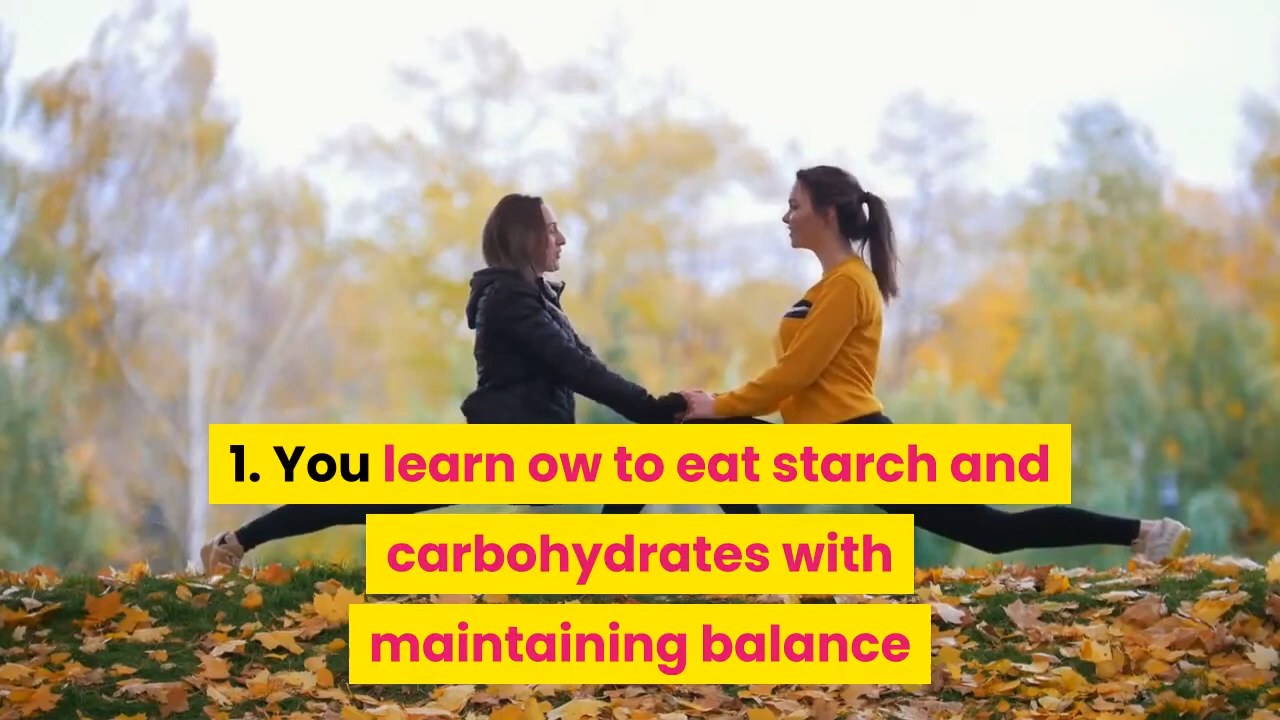 1. You learn ow to eat starch and
carbohydrates with
maintaining balance